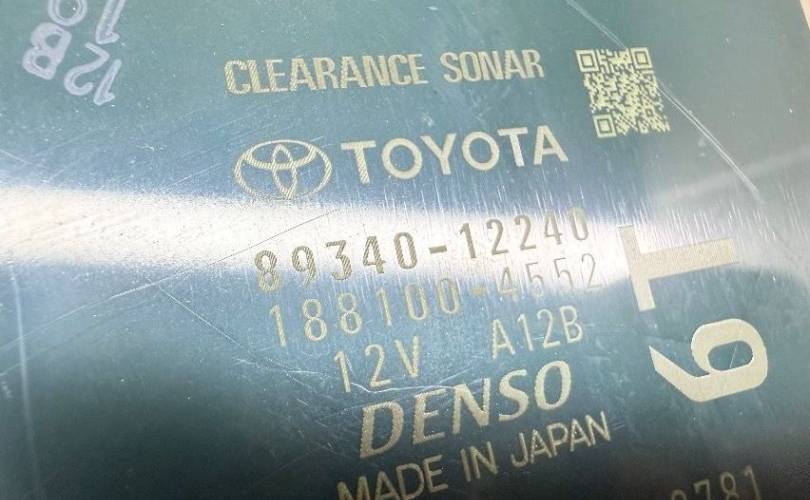 CLEARANCE SONAR
TOYOTA
89340-12240
188100-4552
12V A12B
DENSO
MADE IN JAPAN
6T
12B